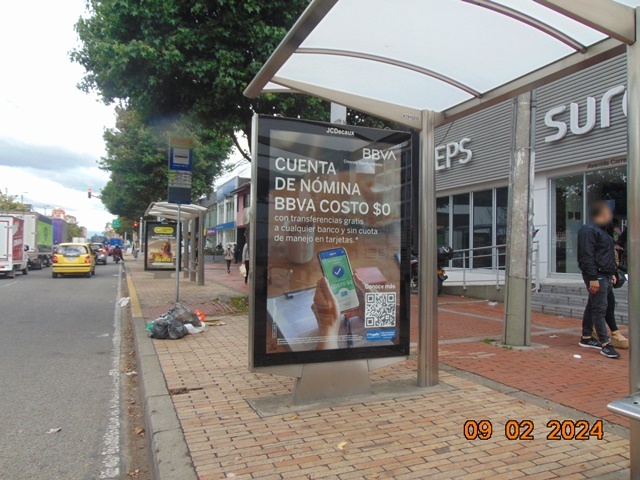 JCDecaux
BBVA
CUENTA
DE NÓMINA
BBVA COSTO $0
con transferencias gratis
a cualquier banco y sin cuota
de manejo en tarjetas.*
Conoce más
EPS
sura
09 02 2024